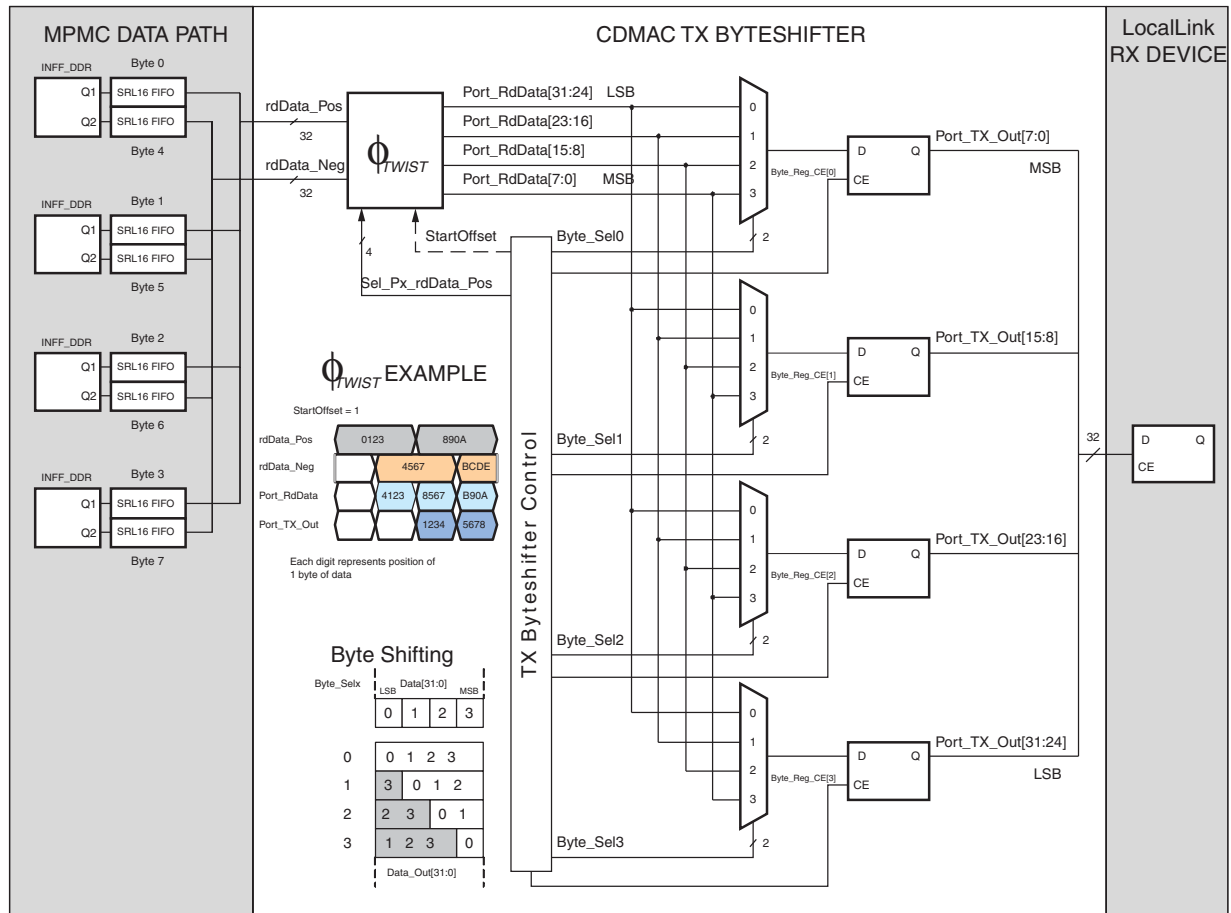 MPMC DATA PATH
INFF_DDR
Byte 0
Q1
SRL16 FIFO
Q2
SRL16 FIFO
Byte 4
INFF_DDR
Byte 1
Q1
SRL16 FIFO
Q2
SRL16 FIFO
Byte 5
INFF_DDR
Byte 2
Q1
SRL16 FIFO
Q2
SRL16 FIFO
Byte 6
INFF_DDR
Byte 3
Q1
SRL16 FIFO
Q2
SRL16 FIFO
Byte 7
CDMAC TX BYTESHIFTER
rdData_Pos
32
rdData_Neg
32
ϕTWIST
Port_RdData[31:24] LSB
Port_RdData[23:16]
Port_RdData[15:8]
Port_RdData[7:0] MSB
StartOffset
4
Sel_Px_rdData_Pos
TX Byteshifter Control
ϕTWIST EXAMPLE
StartOffset = 1
rdData_Pos 0123 890A
rdData_Neg 4567 BCDE
Port_RdData 4123 8567 B90A
Port_TX_Out 1234 5678
Each digit represents position of
1 byte of data
Byte Shifting
Byte_Selx
LSB Data[31:0] MSB
0 1 2 3
0 0 1 2 3
1 3 0 1 2
2 2 3 0 1
3 1 2 3 0
Data_Out[31:0]
0
1
2
3
Byte_Sel0
2
Byte_Reg_CE[0]
D Q
CE
Port_TX_Out[7:0]
MSB
0
1
2
3
Byte_Sel1
2
Byte_Reg_CE[1]
D Q
CE
Port_TX_Out[15:8]
0
1
2
3
Byte_Sel2
2
Byte_Reg_CE[2]
D Q
CE
Port_TX_Out[23:16]
0
1
2
3
Byte_Sel3
2
Byte_Reg_CE[3]
D Q
CE
Port_TX_Out[31:24]
LSB
LocalLink
RX DEVICE
32
D Q
CE